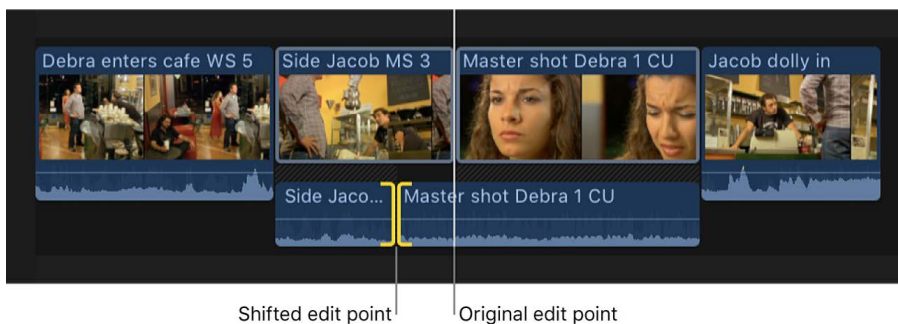 Debra enters cafe WS 5
Side Jacob MS 3
Master shot Debra 1 CU
Jacob dolly in
Side Jaco...
Master shot Debra 1 CU
Shifted edit point
Original edit point